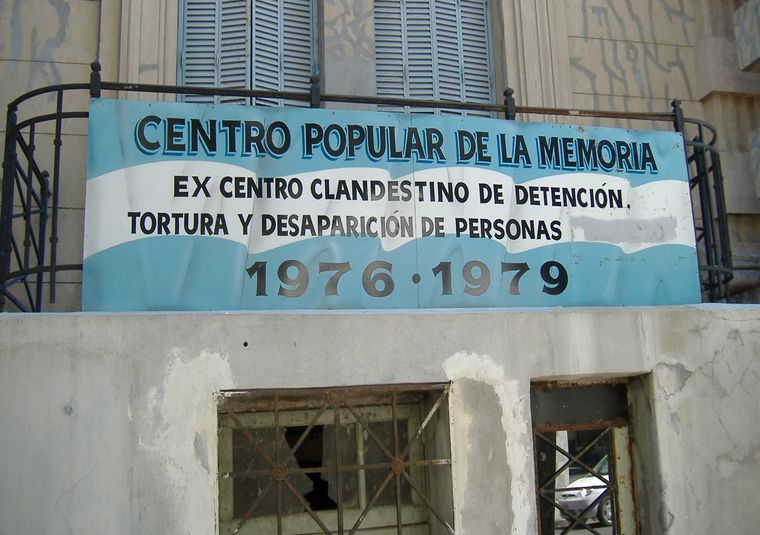 CENTRO POPULAR DE LA MEMORIA
EX CENTRO CLANDESTINO DE DETENCIÓN.
TORTURA Y DESAPARICIÓN DE PERSONAS
1976 · 1979